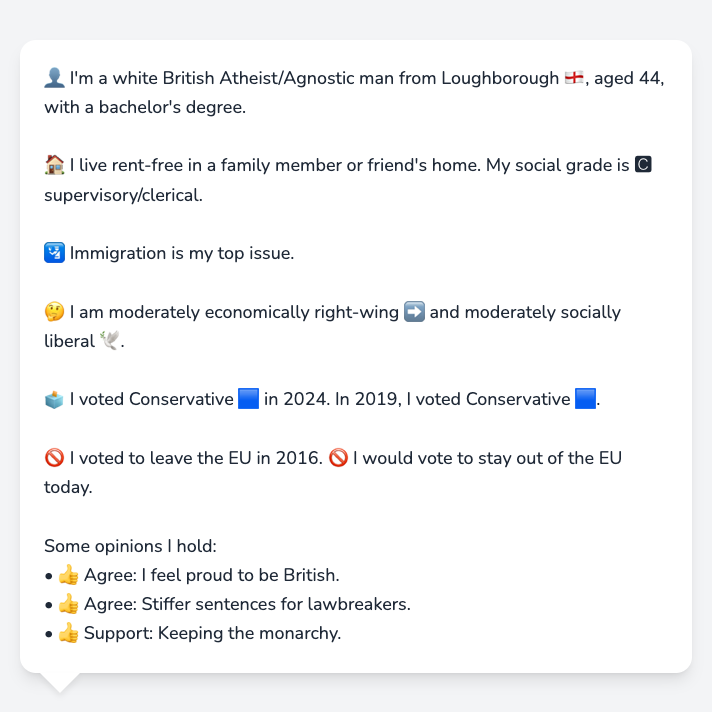 👤 I'm a white British Atheist/Agnostic man from Loughborough 🏴󠁧󠁢󠁥󠁮󠁧󠁿, aged 44,
with a bachelor's degree.
🏠 I live rent-free in a family member or friend's home. My social grade is 🅲
supervisory/clerical.
🛂 Immigration is my top issue.
🤔 I am moderately economically right-wing ➡️ and moderately socially
liberal 🕊️.
🗳️ I voted Conservative 🟦 in 2024. In 2019, I voted Conservative 🟦.
🚫 I voted to leave the EU in 2016. 🚫 I would vote to stay out of the EU
today.
Some opinions I hold:
• 👍 Agree: I feel proud to be British.
• 👍 Agree: Stiffer sentences for lawbreakers.
• 👍 Support: Keeping the monarchy.